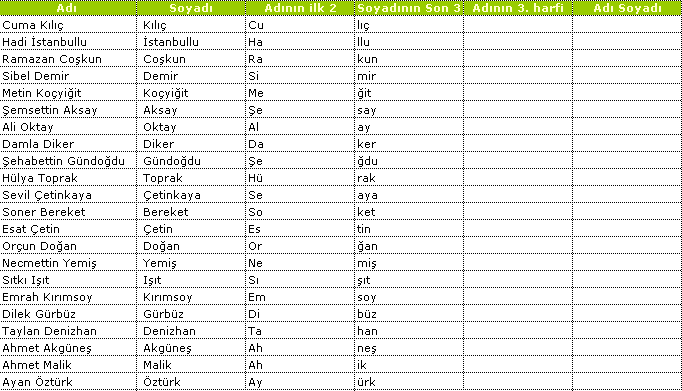 Adı Soyadı Adının ilk 2 Soyadının Son 3 Adının 3. harfi Adı Soyadı
Cuma Kılıç Kılıç Cu lıç
Hadi İstanbullu İstanbullu Ha llu
Ramazan Coşkun Coşkun Ra kun
Sibel Demir Demir Si mir
Metin Koçyiğit Koçyiğit Me ğit
Şemsettin Aksay Aksay Şe say
Ali Oktay Oktay Al ay
Damla Diker Diker Da ker
Şehabettin Gündoğdu Gündoğdu Şe ğdu
Hülya Toprak Toprak Hü rak
Sevil Çetinkaya Çetinkaya Se aya
Soner Bereket Bereket So ket
Esat Çetin Çetin Es tin
Orçun Doğan Doğan Or ğan
Necmettin Yemiş Yemiş Ne miş
Sıtkı Işıt Işıt Sı şıt
Emrah Kırımsoy Kırımsoy Em soy
Dilek Gürbüz Gürbüz Di büz
Taylan Denizhan Denizhan Ta han
Ahmet Akgüneş Akgüneş Ah neş
Ahmet Malik Malik Ah ik
Ayan Öztürk Öztürk Ay ürk